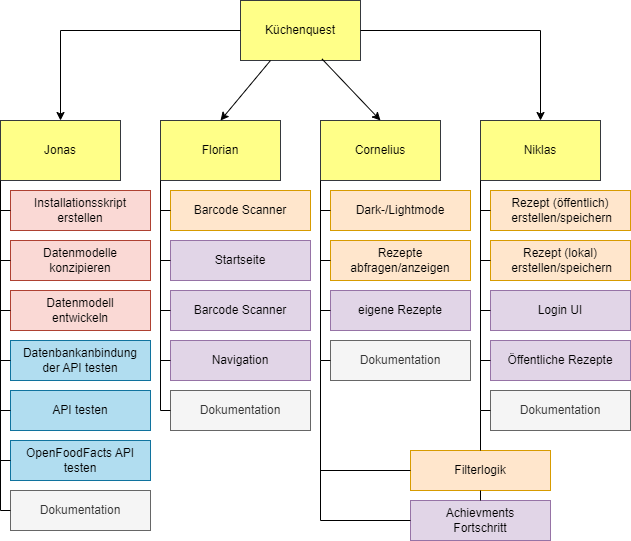 Küchenquest
Jonas
Florian
Cornelius
Niklas
Installationsskript
erstellen
Datenmodelle
konzipieren
Datenmodell
entwickeln
Datenbankanbindung
der API testen
API testen
OpenFoodFacts API
testen
Dokumentation
Barcode Scanner
Startseite
Barcode Scanner
Navigation
Dokumentation
Dark-/Lightmode
Rezepte
abfragen/anzeigen
eigene Rezepte
Dokumentation
Rezept (öffentlich)
erstellen/speichern
Rezept (lokal)
erstellen/speichern
Login UI
Öffentliche Rezepte
Dokumentation
Filterlogik
Achievments
Fortschritt